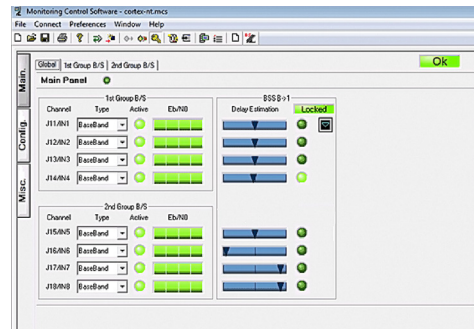 Monitoring Control Software - cortex-nt.mcs
File Connect Preferences Window Help
Global 1st Group B/S 2nd Group B/S
Ok
Main Panel
Main.
Config.
Misc.
1st Group B/S
Channel Type Active Eb/N0
J11/IN1 BaseBand
J12/IN2 BaseBand
J13/IN3 BaseBand
J14/IN4 BaseBand
BSS B->1
Delay Estimation Locked
2nd Group B/S
Channel Type Active Eb/N0
J15/IN5 BaseBand
J16/IN6 BaseBand
J17/IN7 BaseBand
J18/IN8 BaseBand